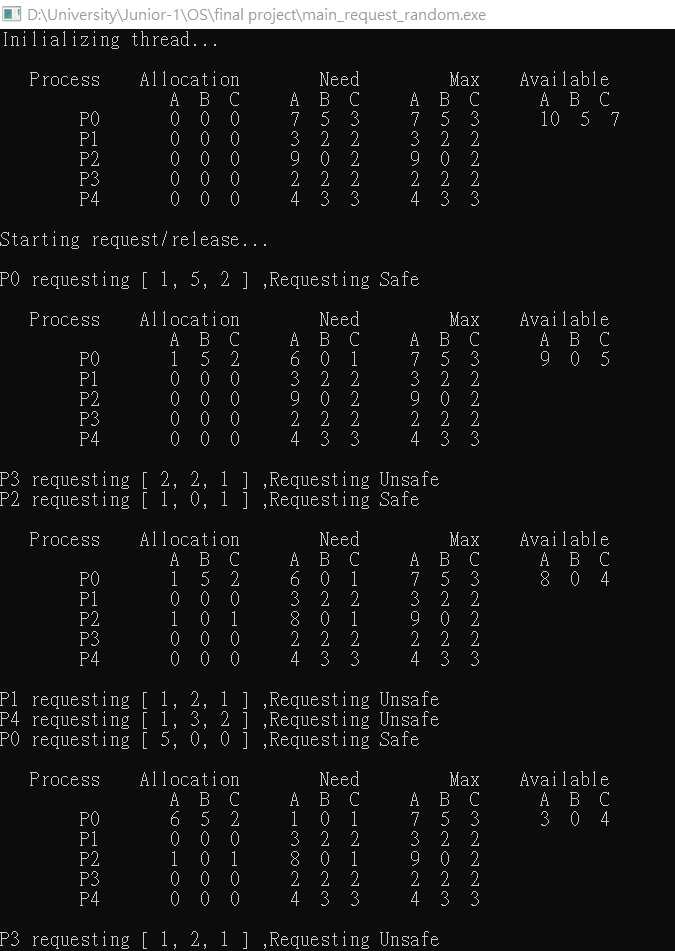 D:\University\Junior-1\OS\final project\main_request_random.exe
Inilializing thread...
Process Allocation Need Max Available
A B C A B C A B C A B C
P0 0 0 0 7 5 3 7 5 3 10 5 7
P1 0 0 0 3 2 2 3 2 2
P2 0 0 0 9 0 2 9 0 2
P3 0 0 0 2 2 2 2 2 2
P4 0 0 0 4 3 3 4 3 3
Starting request/release...
P0 requesting [ 1, 5, 2 ] ,Requesting Safe
Process Allocation Need Max Available
A B C A B C A B C A B C
P0 1 5 2 6 0 1 7 5 3 9 0 5
P1 0 0 0 3 2 2 3 2 2
P2 0 0 0 9 0 2 9 0 2
P3 0 0 0 2 2 2 2 2 2
P4 0 0 0 4 3 3 4 3 3
P3 requesting [ 2, 2, 1 ] ,Requesting Unsafe
P2 requesting [ 1, 0, 1 ] ,Requesting Safe
Process Allocation Need Max Available
A B C A B C A B C A B C
P0 1 5 2 6 0 1 7 5 3 8 0 4
P1 0 0 0 3 2 2 3 2 2
P2 1 0 1 8 0 1 9 0 2
P3 0 0 0 2 2 2 2 2 2
P4 0 0 0 4 3 3 4 3 3
P1 requesting [ 1, 2, 1 ] ,Requesting Unsafe
P4 requesting [ 1, 3, 2 ] ,Requesting Unsafe
P0 requesting [ 5, 0, 0 ] ,Requesting Safe
Process Allocation Need Max Available
A B C A B C A B C A B C
P0 6 5 2 1 0 1 7 5 3 3 0 4
P1 0 0 0 3 2 2 3 2 2
P2 1 0 1 8 0 1 9 0 2
P3 0 0 0 2 2 2 2 2 2
P4 0 0 0 4 3 3 4 3 3
P3 requesting [ 1, 2, 1 ] ,Requesting Unsafe